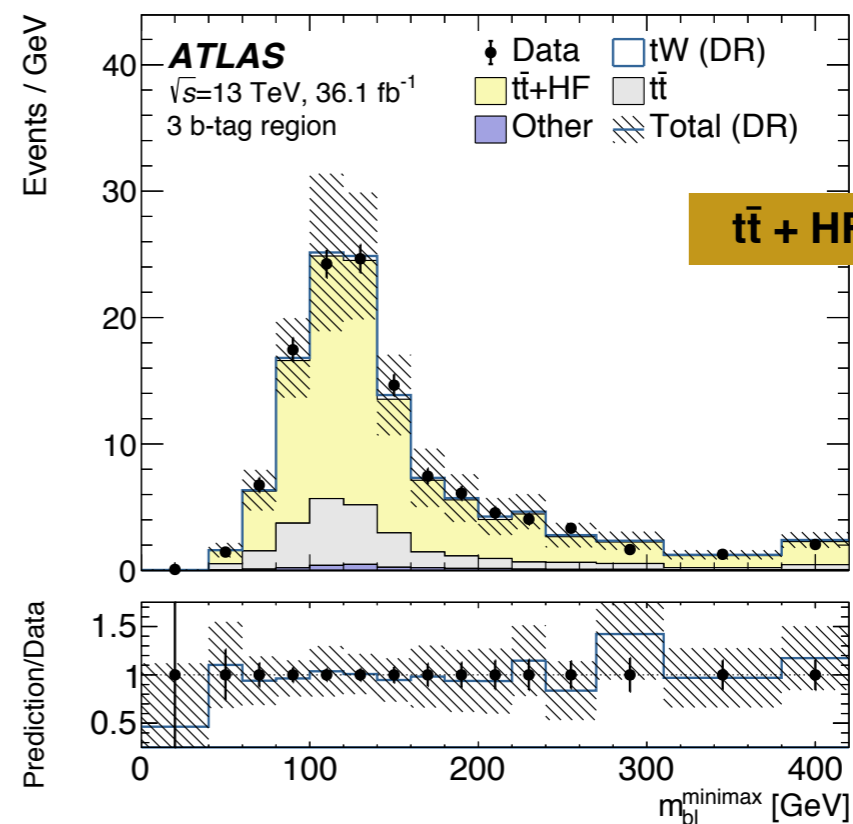 Events / GeV
40
30
20
10
0
ATLAS
√s=13 TeV, 36.1 fb⁻¹
3 b-tag region
Data
tW (DR)
tt̄+HF
tt̄
Other
Total (DR)
tt̄ + HF
Prediction/Data
1.5
1
0.5
0 100 200 300 400
m_bl^minimax [GeV]